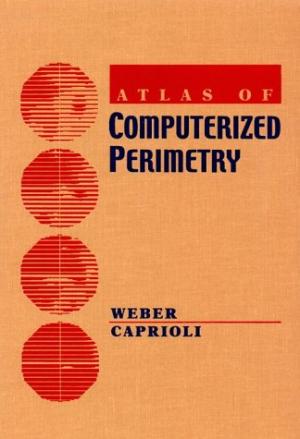 ATLAS OF
COMPUTERIZED
PERIMETRY
WEBER
CAPRIOLI